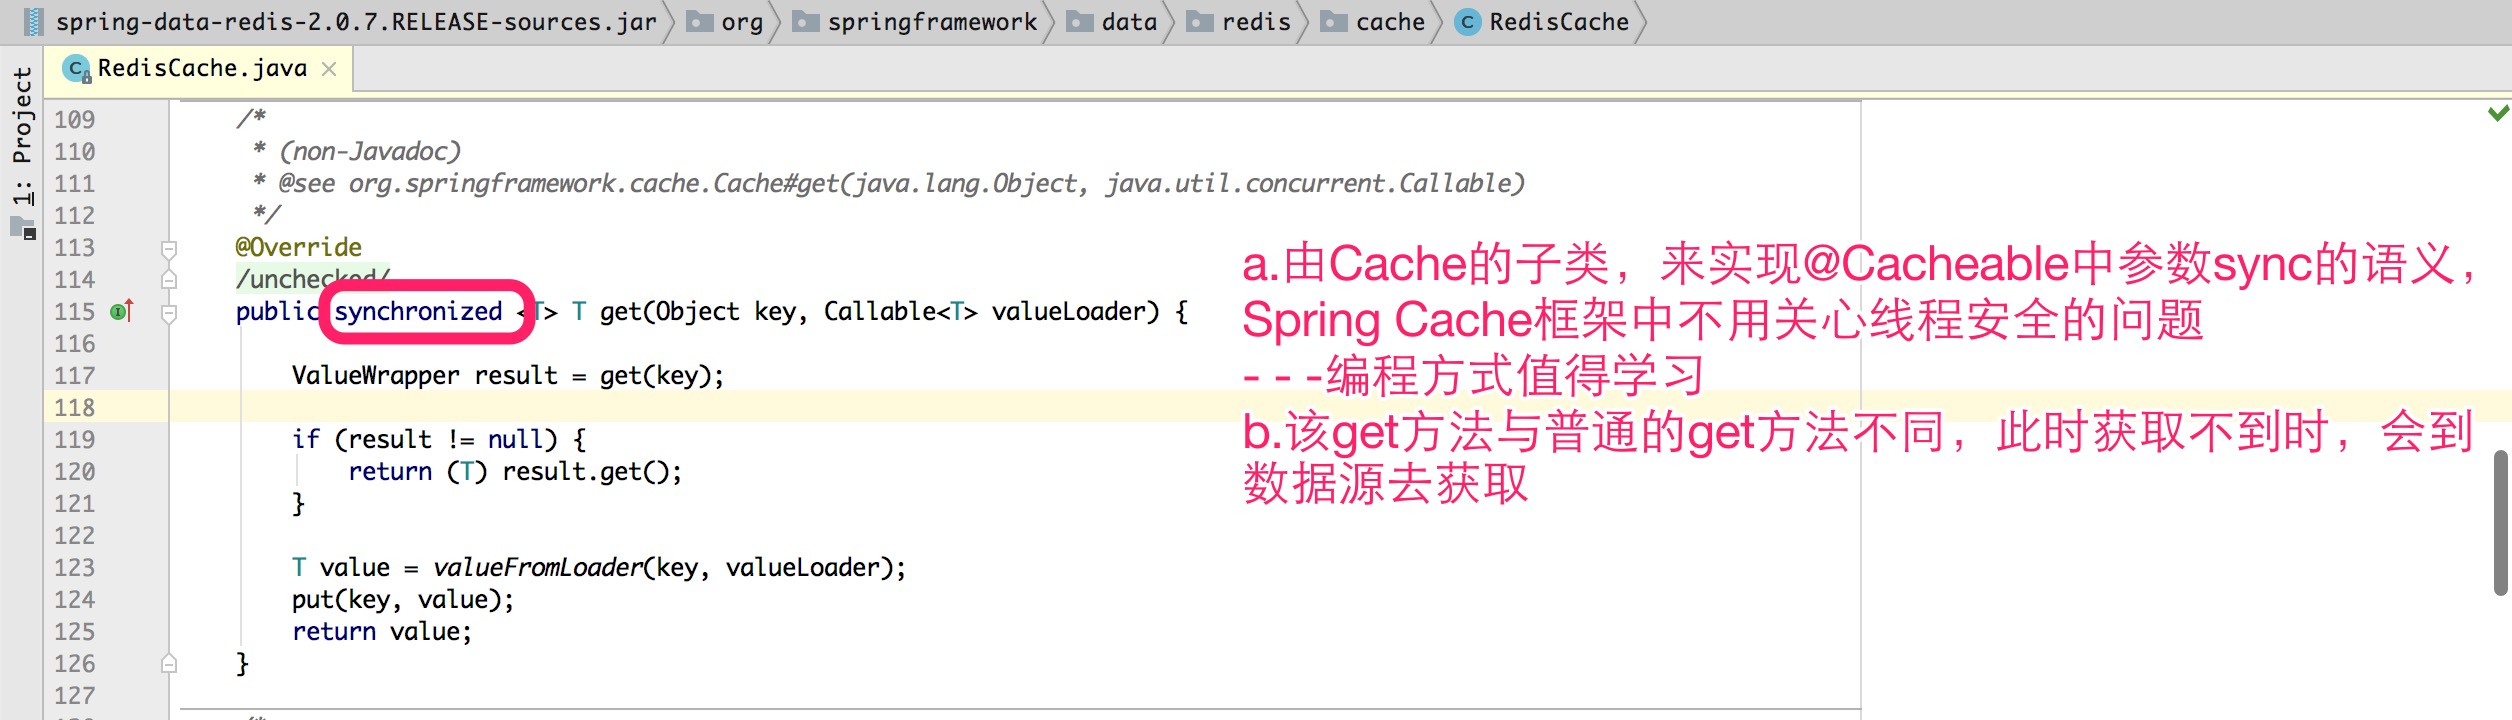 spring-data-redis-2.0.7.RELEASE-sources.jar org springframework data redis cache RedisCache
RedisCache.java
1: Project
109 /*
110 * (non-Javadoc)
111 * @see org.springframework.cache.Cache#get(java.lang.Object, java.util.concurrent.Callable)
112 */
113 @Override
114 /unchecked/
115 public synchronized <T> T get(Object key, Callable<T> valueLoader) {
116
117 ValueWrapper result = get(key);
118
119 if (result != null) {
120 return (T) result.get();
121 }
122
123 T value = valueFromLoader(key, valueLoader);
124 put(key, value);
125 return value;
126 }
127
a.由Cache的子类，来实现@Cacheable中参数sync的语义，
Spring Cache框架中不用关心线程安全的问题
- - -编程方式值得学习
b.该get方法与普通的get方法不同，此时获取不到时，会到
数据源去获取